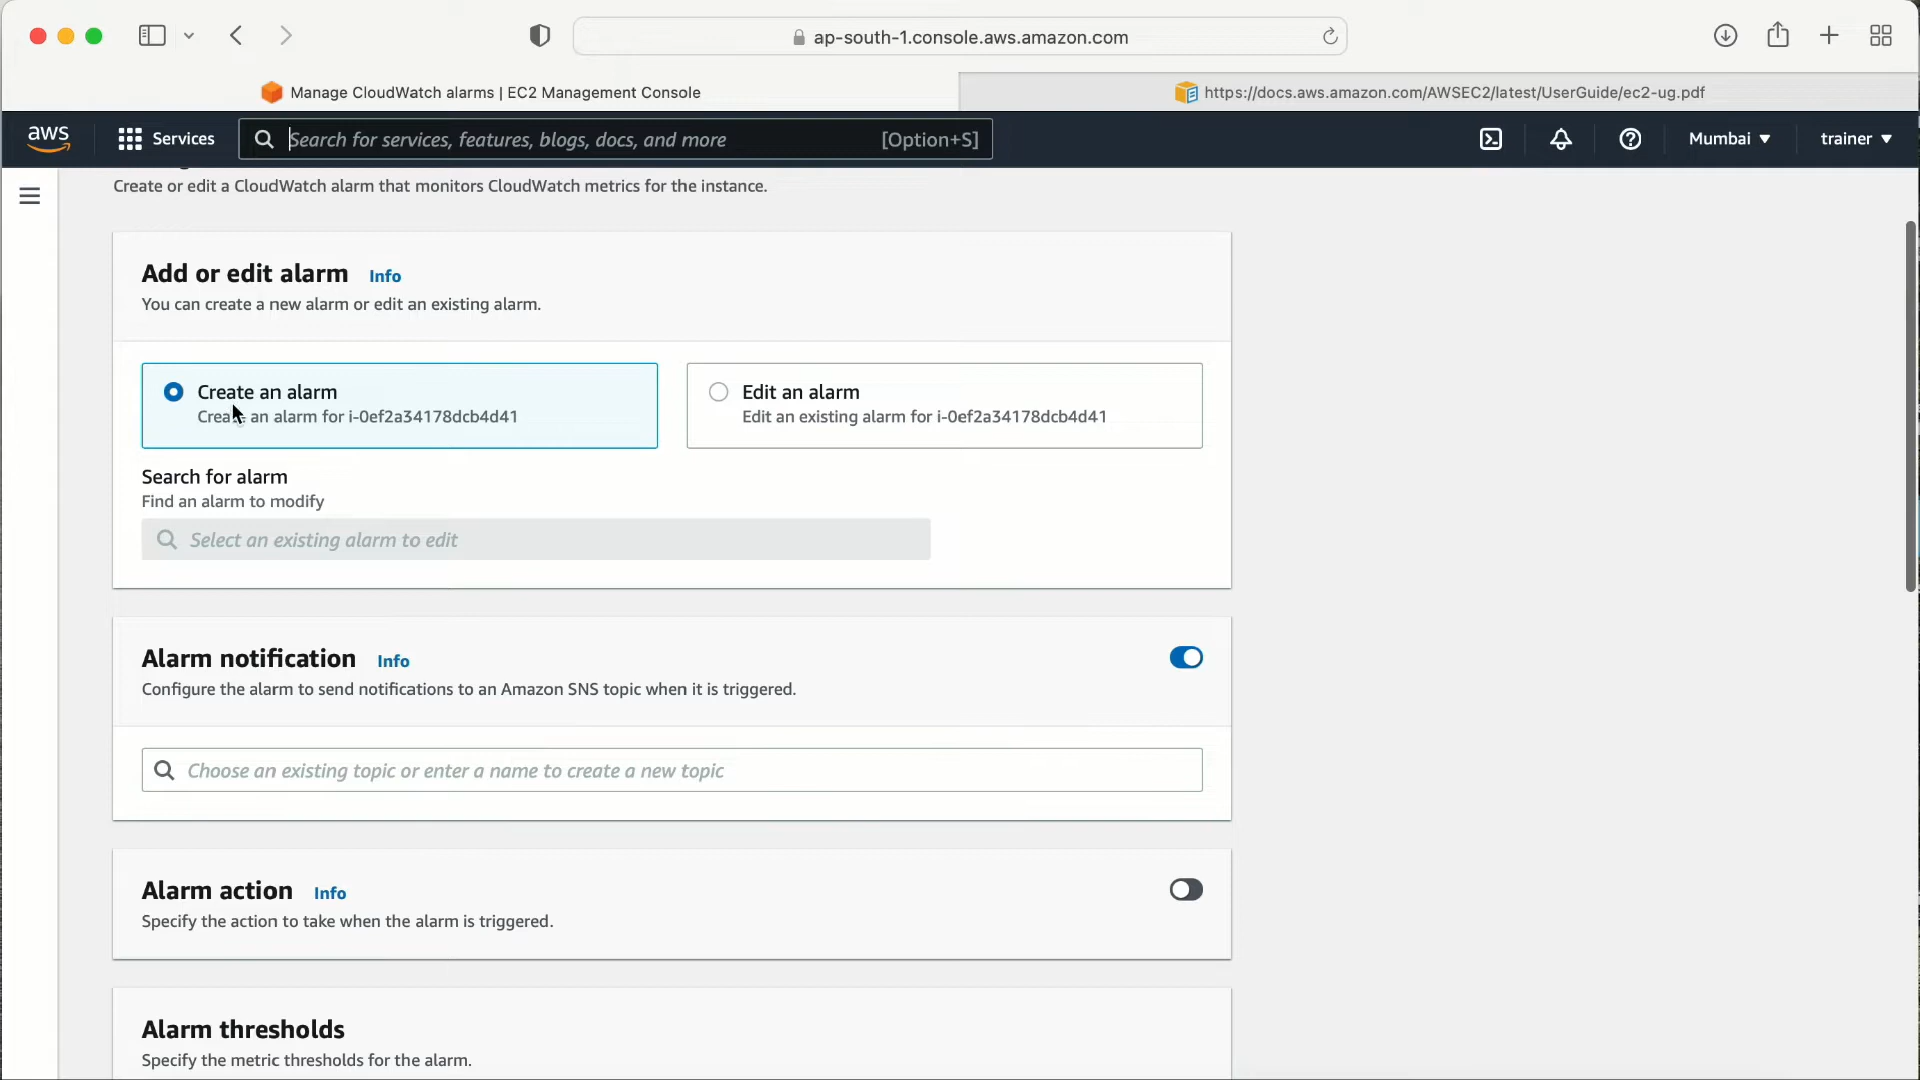 ap-south-1.console.aws.amazon.com
Manage CloudWatch alarms | EC2 Management Console
https://docs.aws.amazon.com/AWSEC2/latest/UserGuide/ec2-ug.pdf
aws
Services
Search for services, features, blogs, docs, and more
[Option+S]
Mumbai
trainer
Create or edit a CloudWatch alarm that monitors CloudWatch metrics for the instance.
Add or edit alarm Info
You can create a new alarm or edit an existing alarm.
Create an alarm
Create an alarm for i-0ef2a34178dcb4d41
Edit an alarm
Edit an existing alarm for i-0ef2a34178dcb4d41
Search for alarm
Find an alarm to modify
Select an existing alarm to edit
Alarm notification Info
Configure the alarm to send notifications to an Amazon SNS topic when it is triggered.
Choose an existing topic or enter a name to create a new topic
Alarm action Info
Specify the action to take when the alarm is triggered.
Alarm thresholds
Specify the metric thresholds for the alarm.